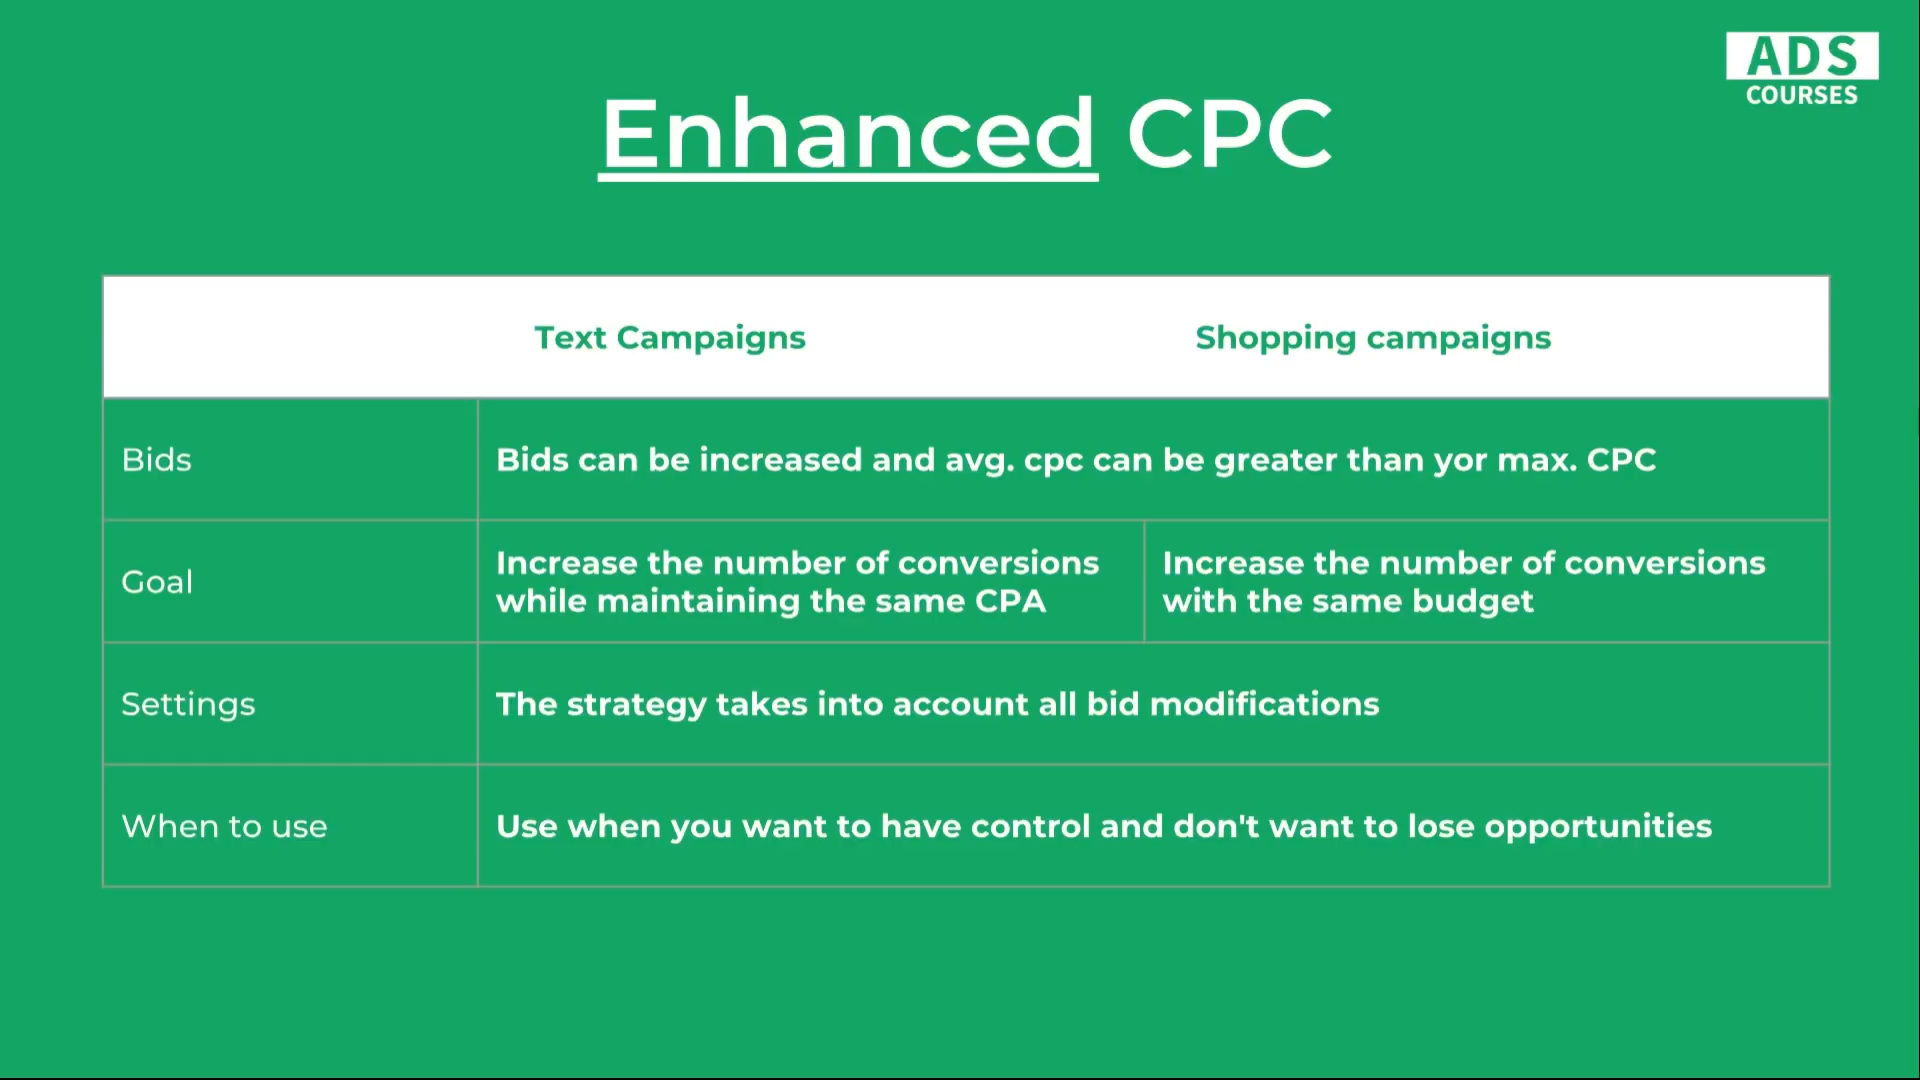 ADS
COURSES
Enhanced CPC
Text Campaigns
Shopping campaigns
Bids
Bids can be increased and avg. cpc can be greater than yor max. CPC
Goal
Increase the number of conversions
while maintaining the same CPA
Increase the number of conversions
with the same budget
Settings
The strategy takes into account all bid modifications
When to use
Use when you want to have control and don't want to lose opportunities